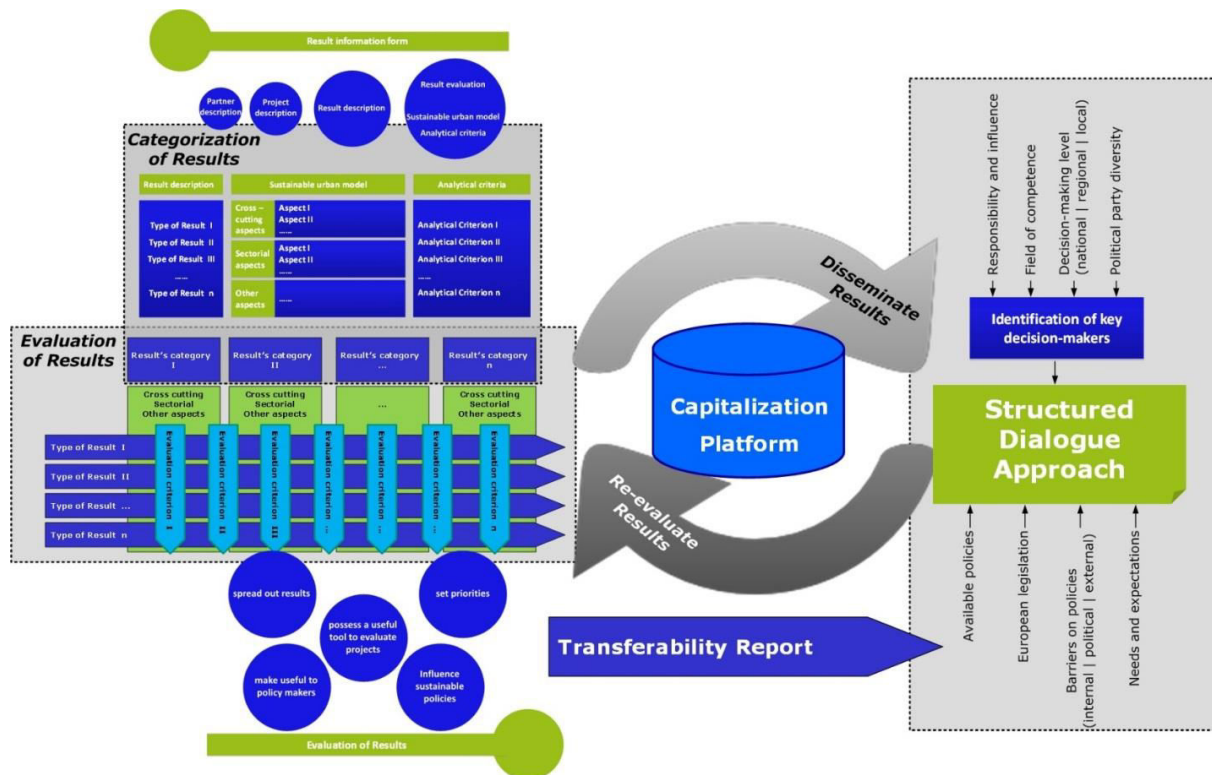 Result information form
Partner
description
Project
description
Result description
Result evaluation
Sustainable urban model
Analytical criteria
Categorization
of Results
Result description
Sustainable urban model
Analytical criteria
Type of Result I
Type of Result II
Type of Result III
......
Type of Result n
Cross –
cutting
aspects
Aspect I
Aspect II
......
Sectorial
aspects
Aspect I
Aspect II
......
Other
aspects
......
Analytical Criterion I
Analytical Criterion II
Analytical Criterion III
......
Analytical Criterion n
Evaluation
of Results
Result's category
I
Result's category
II
Result's category
...
Result's category
n
Cross cutting
Sectorial
Other aspects
Cross cutting
Sectorial
Other aspects
...
Cross cutting
Sectorial
Other aspects
Type of Result I
Type of Result II
Type of Result ...
Type of Result n
Evaluation criterion I
Evaluation criterion II
Evaluation criterion III
Evaluation criterion ...
Evaluation criterion ...
Evaluation criterion ...
Evaluation criterion n
spread out results
set priorities
possess a useful
tool to evaluate
projects
make useful to
policy makers
Influence
sustainable
policies
Evaluation of Results
Disseminate
Results
Capitalization
Platform
Re-evaluate
Results
Transferability Report
Responsibility and influence
Field of competence
Decision-making level
(national | regional | local)
Political party diversity
Identification of key
decision-makers
Structured
Dialogue
Approach
Available policies
European legislation
Barriers on policies
(internal | political | external)
Needs and expectations